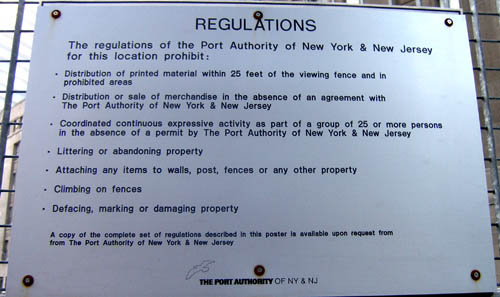 REGULATIONS
The regulations of the Port Authority of New York & New Jersey
for this location prohibit:
· Distribution of printed material within 25 feet of the viewing fence and in
prohibited areas
· Distribution or sale of merchandise in the absence of an agreement with
The Port Authority of New York & New Jersey
· Coordinated continuous expressive activity as part of a group of 25 or more persons
in the absence of a permit by The Port Authority of New York & New Jersey
· Littering or abandoning property
· Attaching any items to walls, post, fences or any other property
· Climbing on fences
· Defacing, marking or damaging property
A copy of the complete set of regulations described in this poster is available upon request from
from The Port Authority of New York & New Jersey
THE PORT AUTHORITY OF NY & NJ